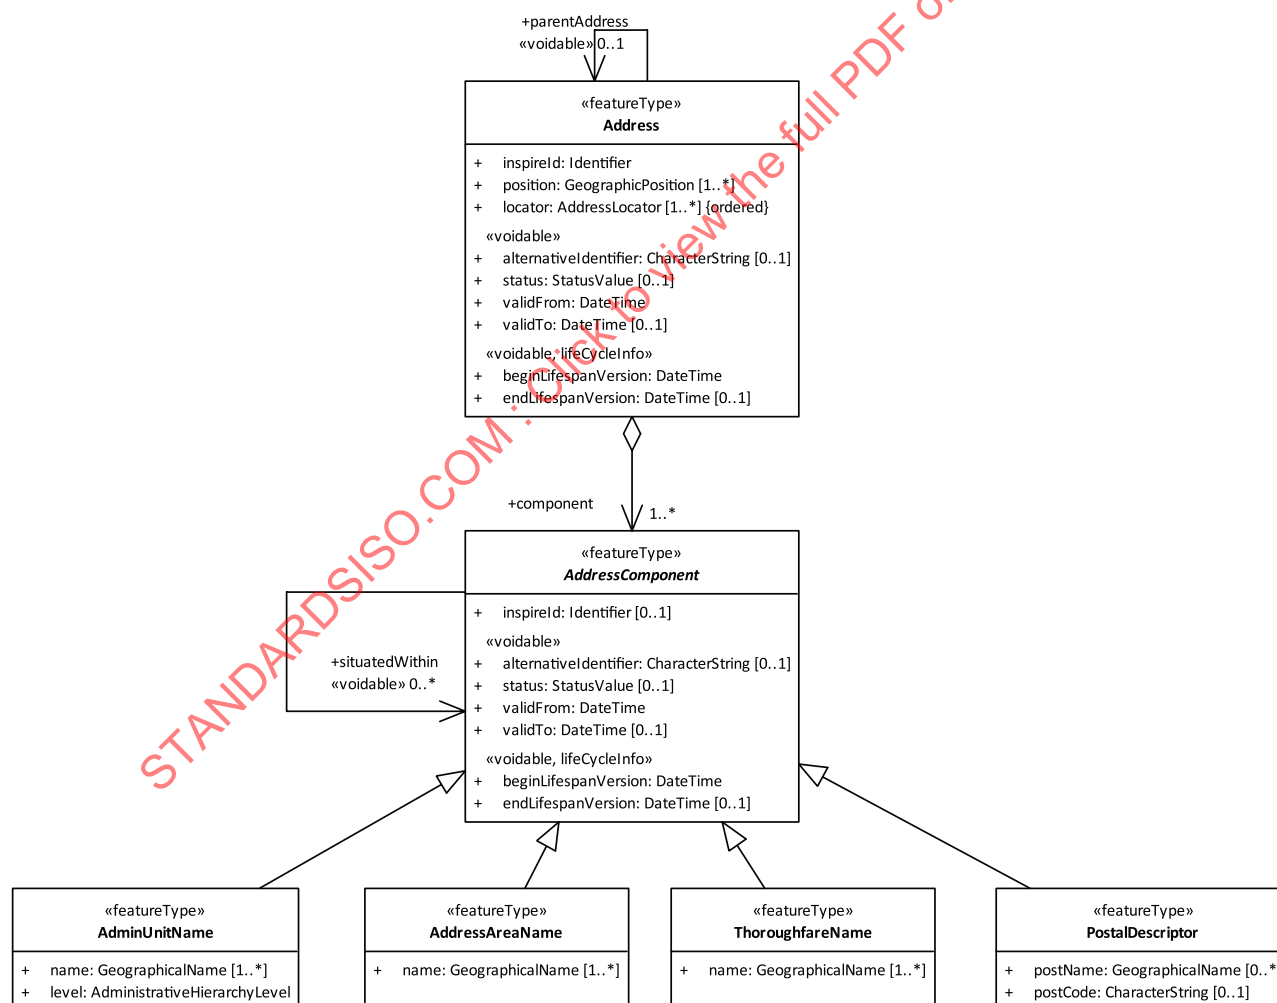 +parentAddress
«voidable» 0..1
«featureType»
Address
+ inspireId: Identifier
+ position: GeographicPosition [1..*]
+ locator: AddressLocator [1..*] {ordered}
«voidable»
+ alternativeIdentifier: CharacterString [0..1]
+ status: StatusValue [0..1]
+ validFrom: DateTime
+ validTo: DateTime [0..1]
«voidable, lifeCycleInfo»
+ beginLifespanVersion: DateTime
+ endLifespanVersion: DateTime [0..1]
+component
1..*
«featureType»
AddressComponent
+ inspireId: Identifier [0..1]
«voidable»
+ alternativeIdentifier: CharacterString [0..1]
+ status: StatusValue [0..1]
+ validFrom: DateTime
+ validTo: DateTime [0..1]
«voidable, lifeCycleInfo»
+ beginLifespanVersion: DateTime
+ endLifespanVersion: DateTime [0..1]
+situatedWithin
«voidable» 0..*
«featureType»
AdminUnitName
+ name: GeographicalName [1..*]
+ level: AdministrativeHierarchyLevel
«featureType»
AddressAreaName
+ name: GeographicalName [1..*]
«featureType»
ThoroughfareName
+ name: GeographicalName [1..*]
«featureType»
PostalDescriptor
+ postName: GeographicalName [0..*
+ postCode: CharacterString [0..1]
STANDARDSISO.COM : Click to view the full PDF